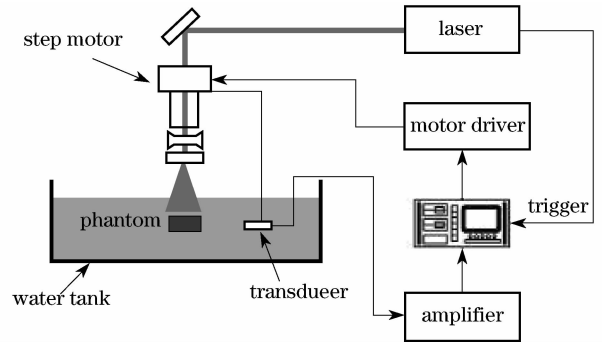 laser
step motor
motor driver
trigger
phantom
transdueer
water tank
amplifier